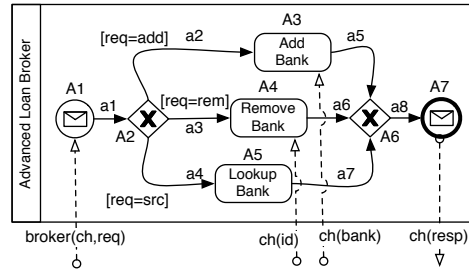 Advanced Loan Broker
A3
[req=add]
a2
Add
Bank
a5
A1
a1
A2
[req=rem]
a3
A4
Remove
Bank
a6
A6
a8
A7
a4
[req=src]
A5
Lookup
Bank
a7
broker(ch,req)
ch(id)
ch(bank)
ch(resp)